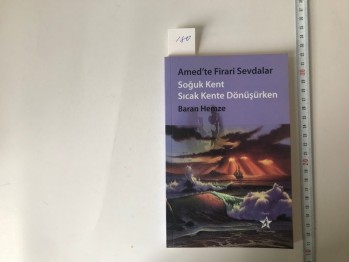 Amed'te Firari Sevdalar
Soğuk Kent
Sıcak Kente Dönüşürken
Baran Hemze